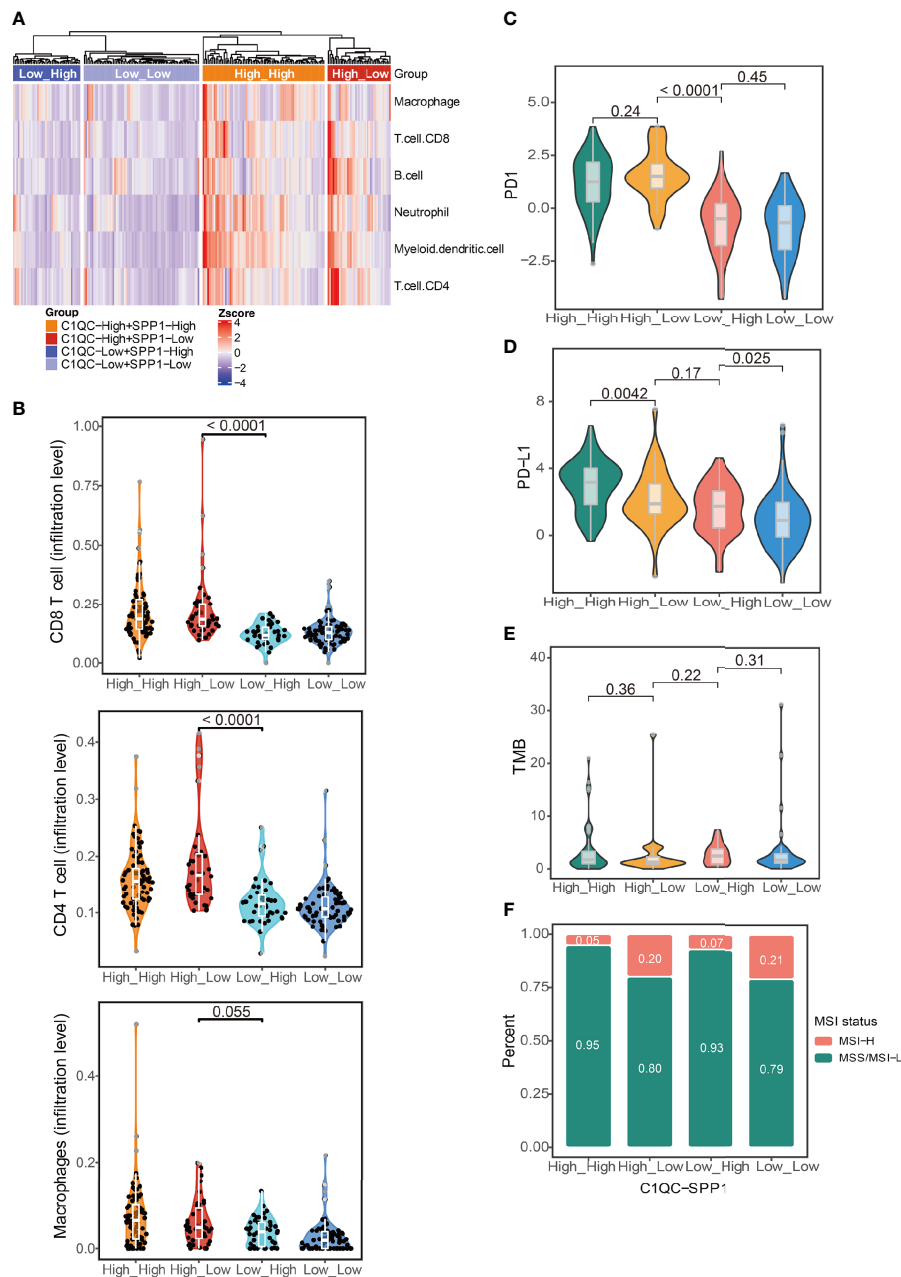 A
Low_High Low_Low High_High High_Low Group
Macrophage
T.cell.CD8
B.cell
Neutrophil
Myeloid.dendritic.cell
T.cell.CD4
Group
C1QC−High+SPP1−High
C1QC−High+SPP1−Low
C1QC−Low+SPP1−High
C1QC−Low+SPP1−Low
Zscore
4
2
0
−2
−4
B
CD8 T cell (infiltration level)
1.00
0.75
0.50
0.25
0.00
< 0.0001
High_High High_Low Low_High Low_Low
CD4 T cell (infiltration level)
0.4
0.3
0.2
0.1
< 0.0001
High_High High_Low Low_High Low_Low
Macrophages (infiltration level)
0.4
0.2
0.0
0.055
High_High High_Low Low_High Low_Low
C
PD1
5.0
2.5
0.0
−2.5
0.24
< 0.0001
0.45
High_High High_Low Low_High Low_Low
D
PD−L1
8
4
0
0.0042
0.17
0.025
High_High High_Low Low_High Low_Low
E
TMB
40
30
20
10
0
0.36
0.22
0.31
High_High High_Low Low_High Low_Low
F
Percent
1.00
0.75
0.50
0.25
0.00
0.05 0.20 0.07 0.21
0.95 0.80 0.93 0.79
High_High High_Low Low_High Low_Low
C1QC−SPP1
MSI status
MSI−H
MSS/MSI−L